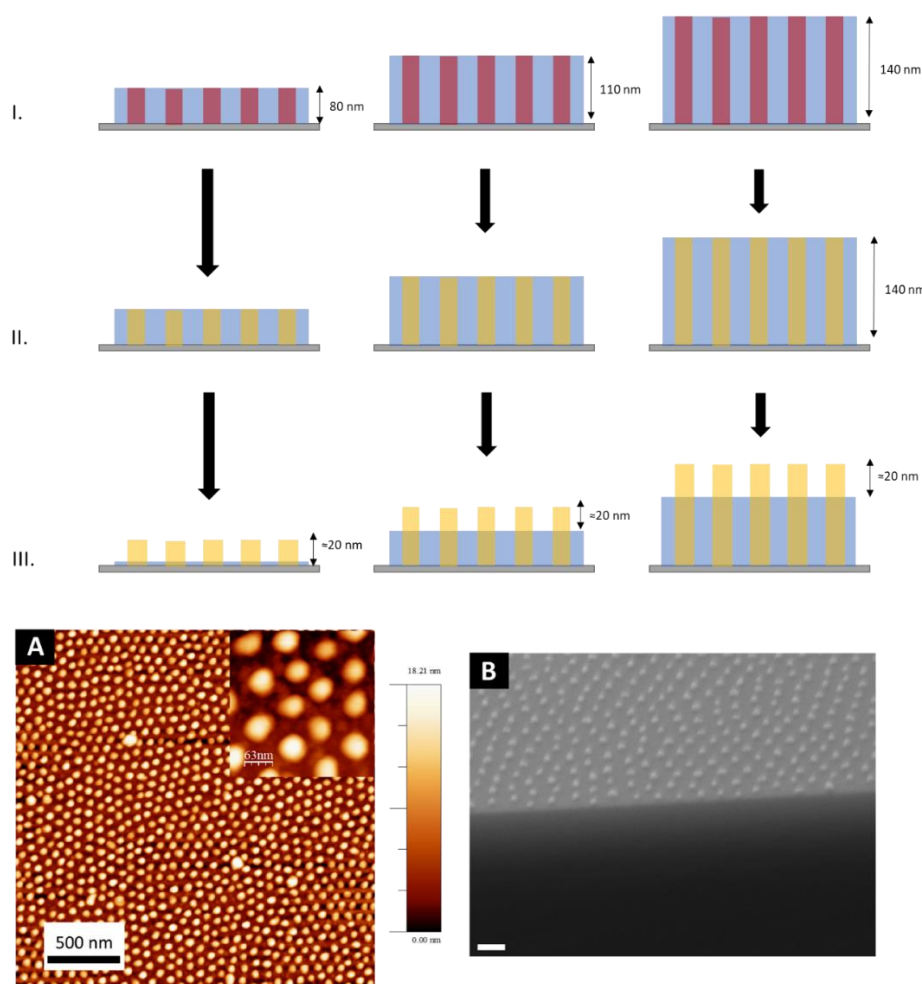 I.
80 nm
110 nm
140 nm
II.
140 nm
III.
≈20 nm
≈20 nm
≈20 nm
A
63nm
500 nm
18.21 nm
0.00 nm
B